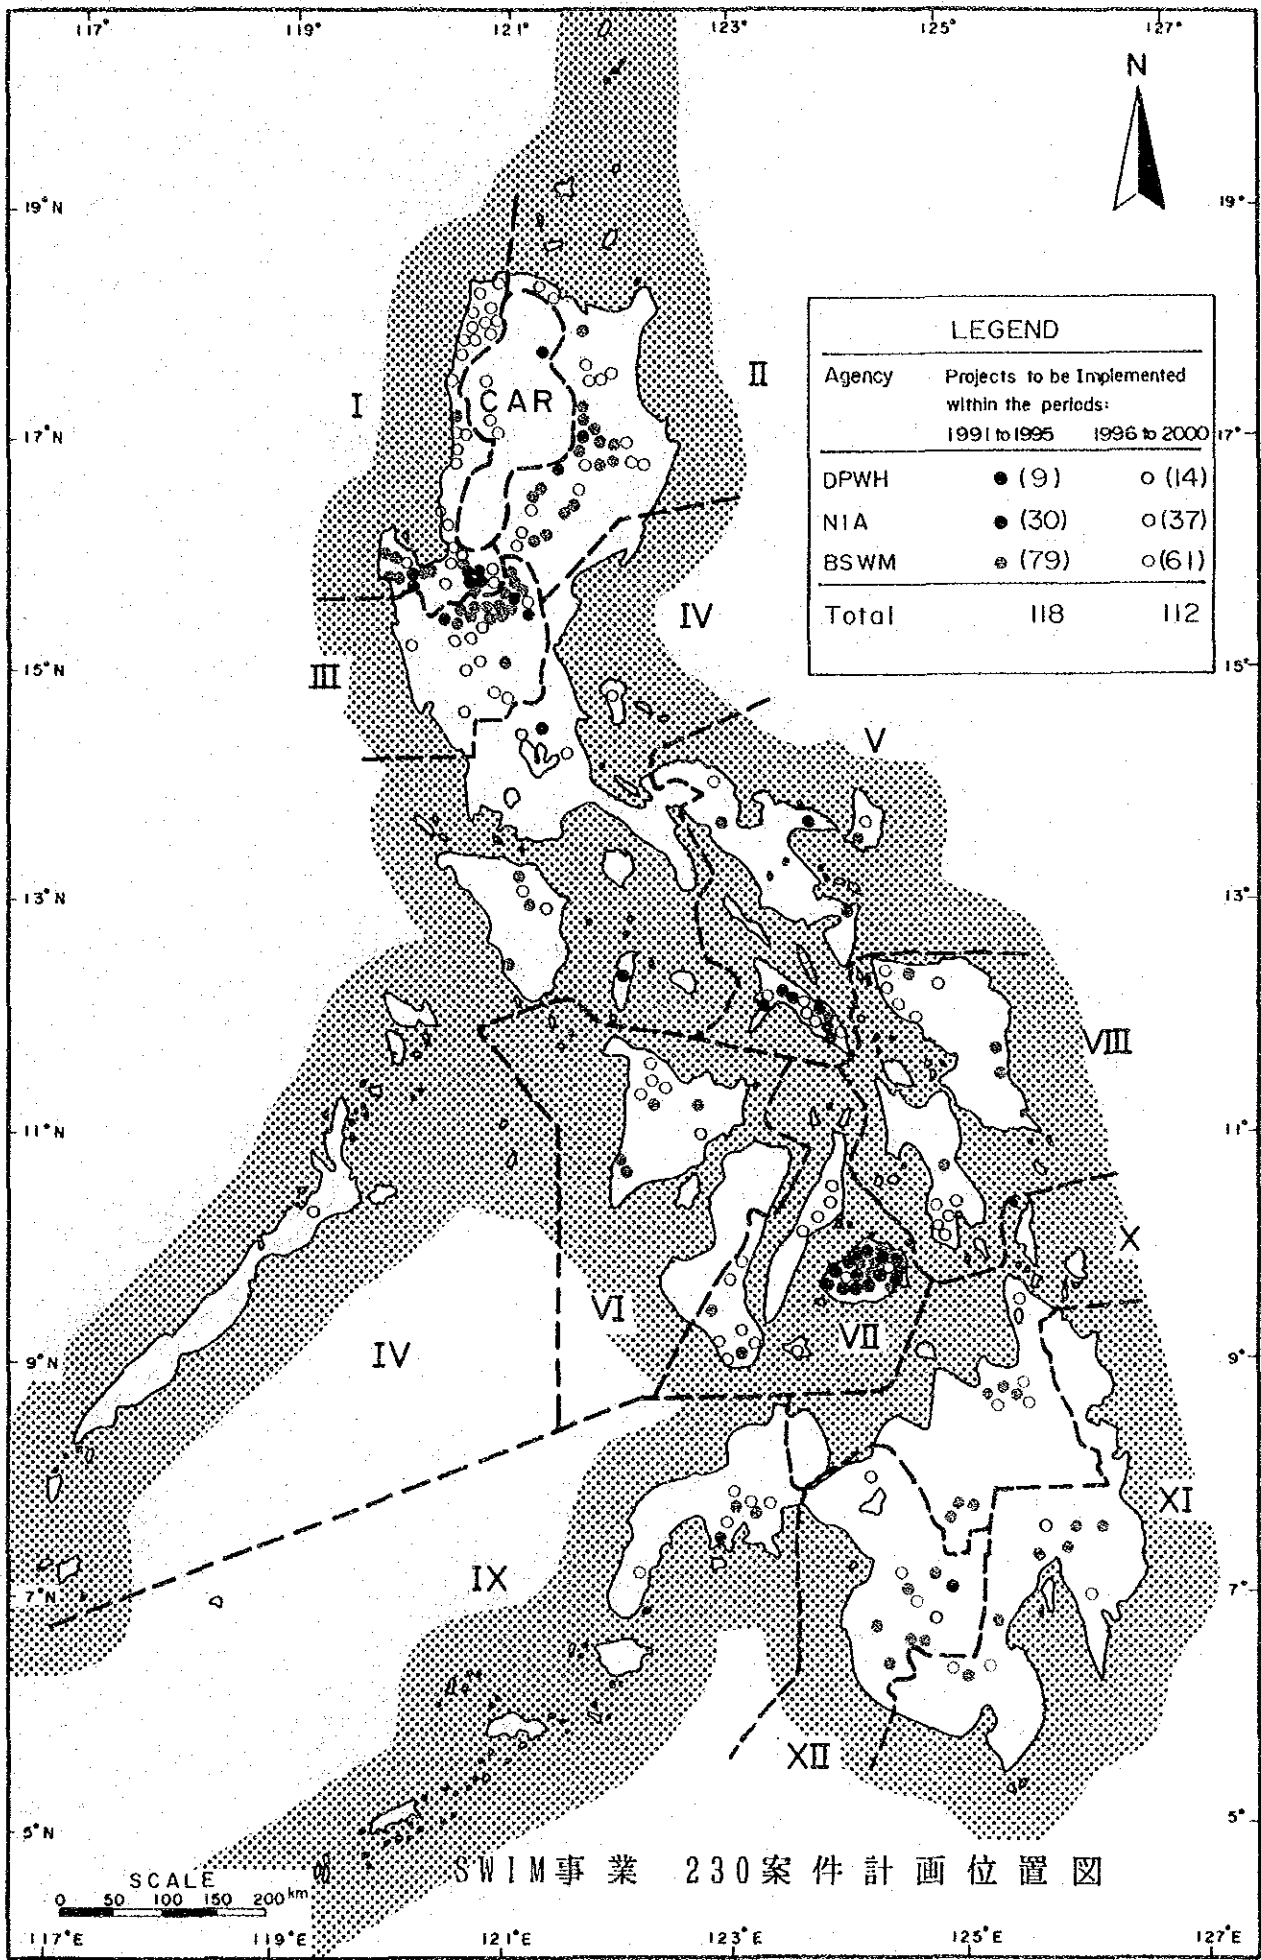 117° 119° 121° 123° 125° 127°
N
19°N 19°
LEGEND
Agency Projects to be Implemented
within the periods:
1991 to 1995 1996 to 2000
DPWH ● (9) ○ (14)
NIA ● (30) ○ (37)
BSWM ● (79) ○ (61)
Total 118 112
II
I
CAR
17°N 17°
IV
III
15°N 15°
V
13°N 13°
VIII
11°N 11°
X
VI
VII
IV
9°N 9°
XI
IX
7°N 7°
XII
5°N 5°
SWIM事業 230案件計画位置図
SCALE
0 50 100 150 200 km
117°E 119°E 121°E 123° 125°E 127°E